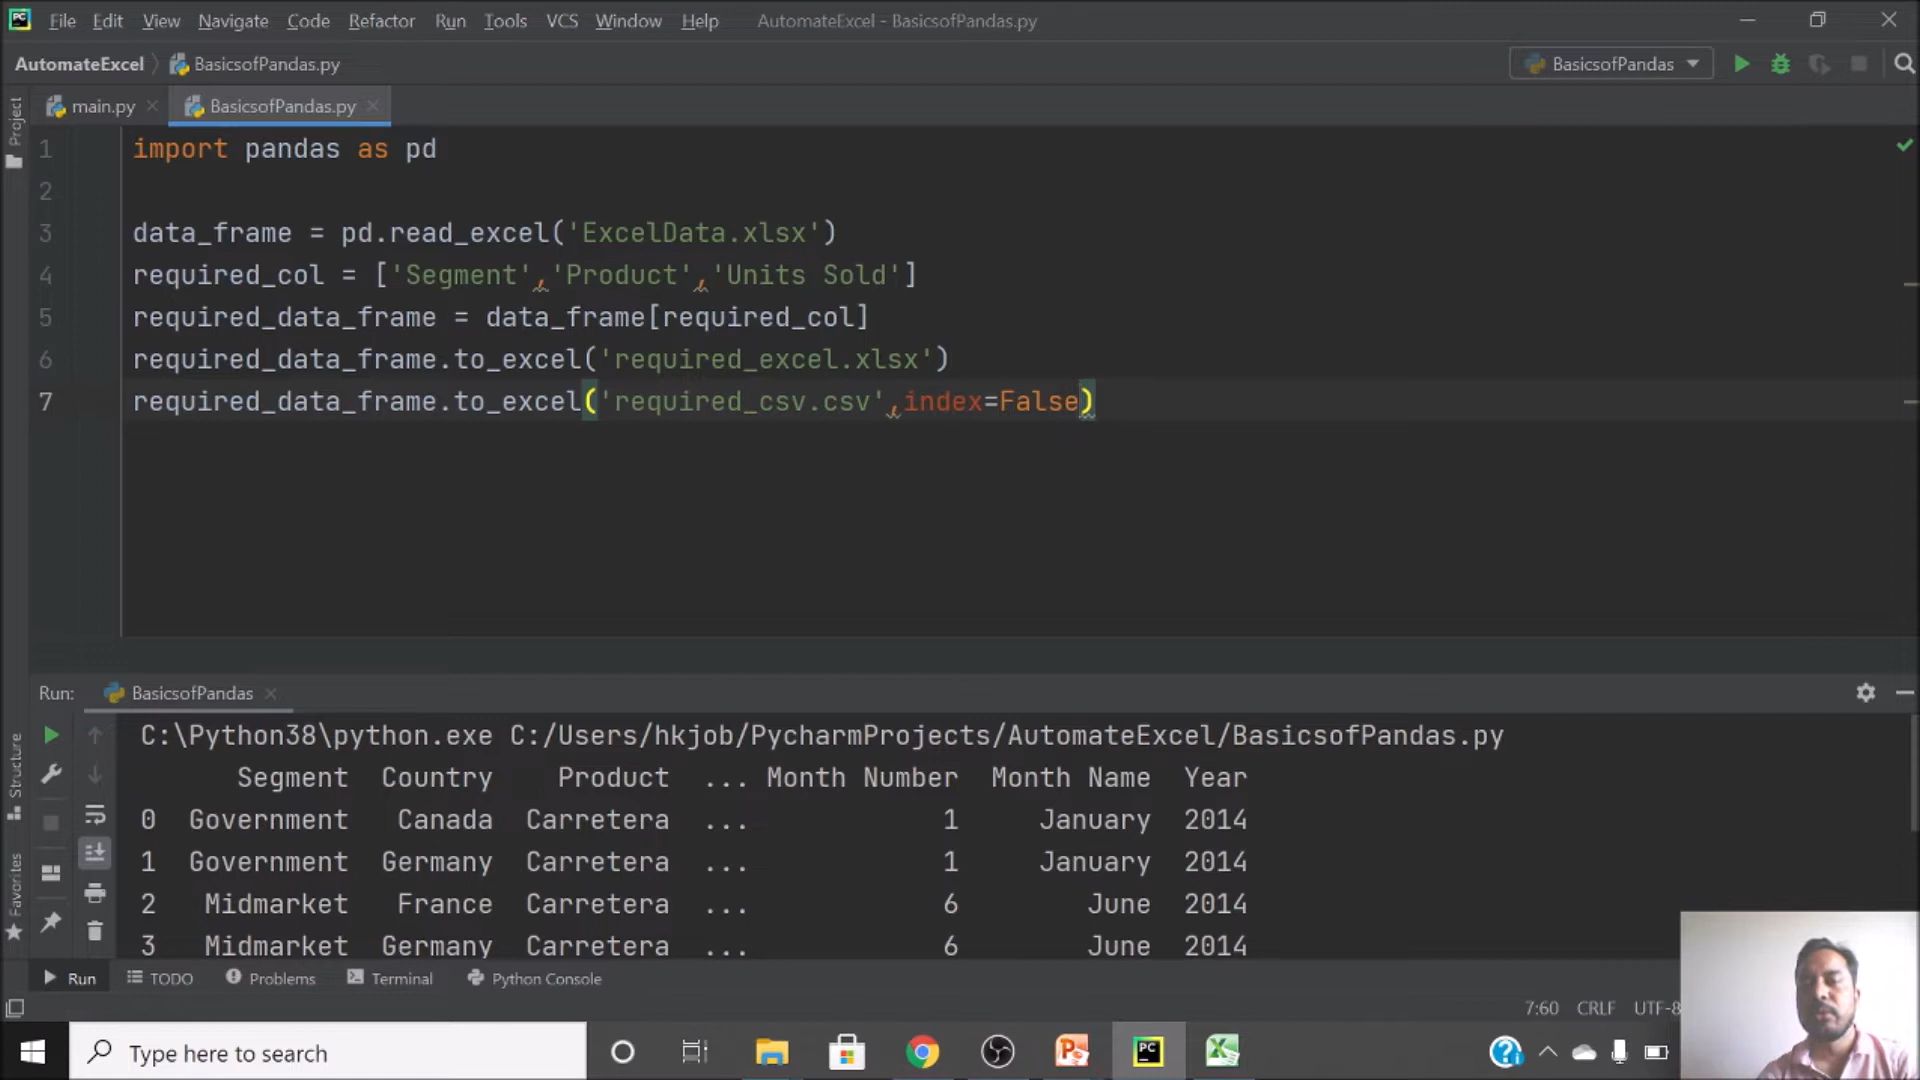 File Edit View Navigate Code Refactor Run Tools VCS Window Help AutomateExcel - BasicsofPandas.py
AutomateExcel BasicsofPandas.py BasicsofPandas
main.py BasicsofPandas.py
Project
1 import pandas as pd
2
3 data_frame = pd.read_excel('ExcelData.xlsx')
4 required_col = ['Segment','Product','Units Sold']
5 required_data_frame = data_frame[required_col]
6 required_data_frame.to_excel('required_excel.xlsx')
7 required_data_frame.to_excel('required_csv.csv',index=False)
Run: BasicsofPandas
C:\Python38\python.exe C:/Users/hkjob/PycharmProjects/AutomateExcel/BasicsofPandas.py
Segment Country Product ... Month Number Month Name Year
0 Government Canada Carretera ... 1 January 2014
1 Government Germany Carretera ... 1 January 2014
2 Midmarket France Carretera ... 6 June 2014
3 Midmarket Germany Carretera ... 6 June 2014
Structure
Favorites
Run TODO Problems Terminal Python Console
7:60 CRLF UTF-8
Type here to search